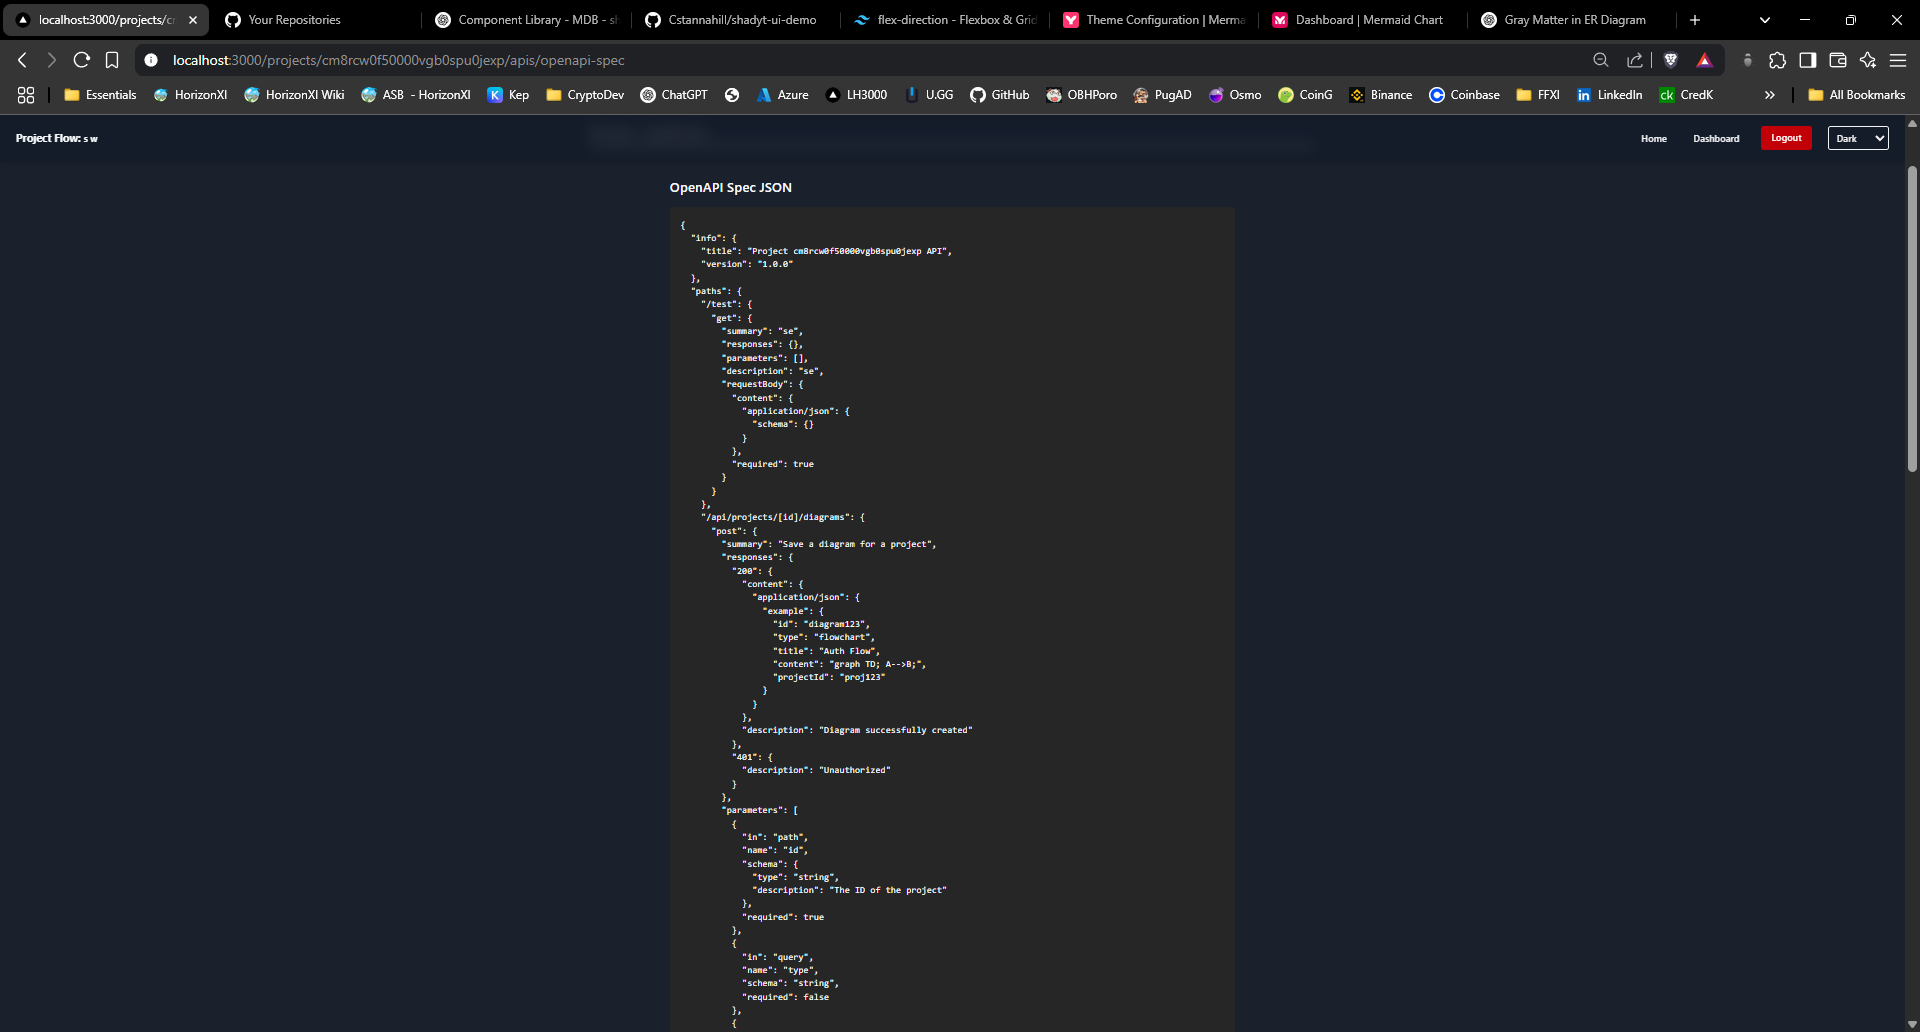 localhost:3000/projects/cm
Your Repositories
Component Library - MDB - sh
Cstannahill/shadyt-ui-demo
flex-direction - Flexbox & Grid
Theme Configuration | Merma
Dashboard | Mermaid Chart
Gray Matter in ER Diagram
localhost:3000/projects/cm8rcw0f50000vgb0spu0jexp/apis/openapi-spec
Essentials
HorizonXI
HorizonXI Wiki
ASB - HorizonXI
Kep
CryptoDev
ChatGPT
Azure
LH3000
U.GG
GitHub
OBHPoro
PugAD
Osmo
CoinG
Binance
Coinbase
FFXI
LinkedIn
CredK
All Bookmarks
Project Flow: s w
Home
Dashboard
Logout
Dark
OpenAPI Spec JSON
{
"info": {
"title": "Project cm8rcw0f50000vgb0spu0jexp API",
"version": "1.0.0"
},
"paths": {
"/test": {
"get": {
"summary": "se",
"responses": {},
"parameters": [],
"description": "se",
"requestBody": {
"content": {
"application/json": {
"schema": {}
}
},
"required": true
}
}
},
"/api/projects/[id]/diagrams": {
"post": {
"summary": "Save a diagram for a project",
"responses": {
"200": {
"content": {
"application/json": {
"example": {
"id": "diagram123",
"type": "flowchart",
"title": "Auth Flow",
"content": "graph TD; A-->B;",
"projectId": "proj123"
}
}
},
"description": "Diagram successfully created"
},
"401": {
"description": "Unauthorized"
}
},
"parameters": [
{
"in": "path",
"name": "id",
"schema": {
"type": "string",
"description": "The ID of the project"
},
"required": true
},
{
"in": "query",
"name": "type",
"schema": "string",
"required": false
},
{